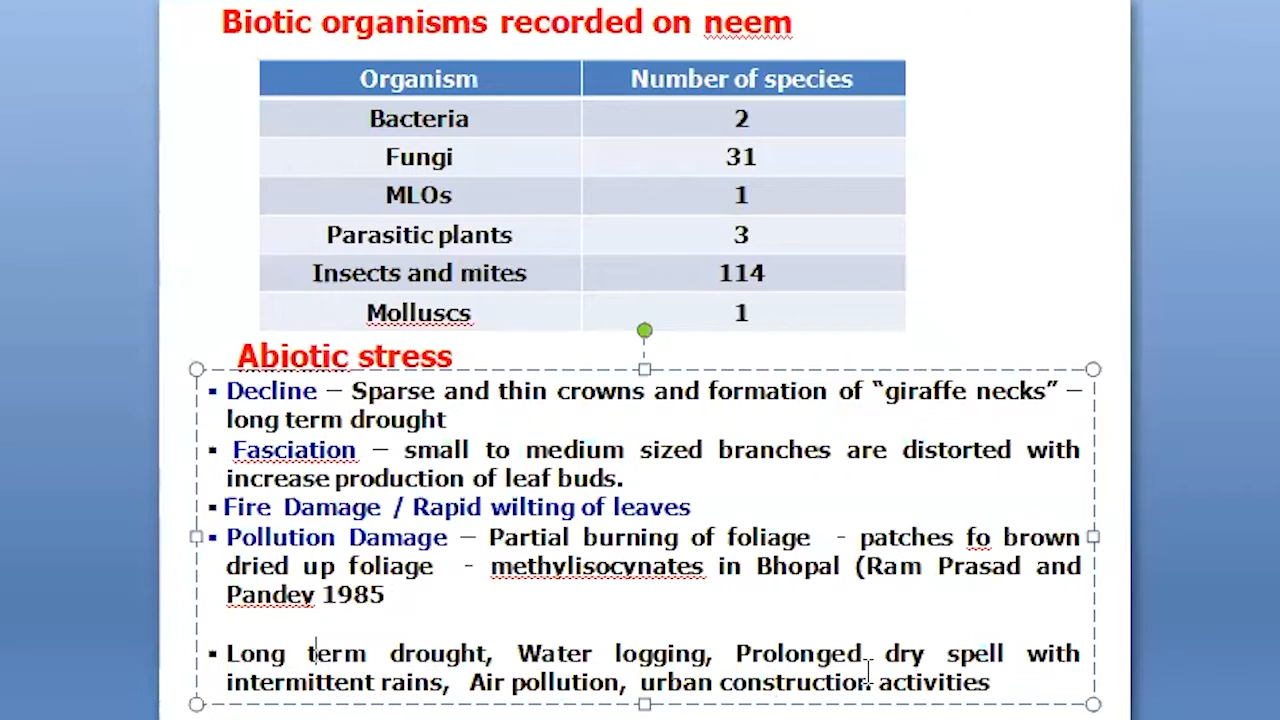 Biotic organisms recorded on neem
Organism Number of species
Bacteria 2
Fungi 31
MLOs 1
Parasitic plants 3
Insects and mites 114
Molluscs 1
Abiotic stress
▪ Decline – Sparse and thin crowns and formation of “giraffe necks” –
long term drought
▪ Fasciation – small to medium sized branches are distorted with
increase production of leaf buds.
▪ Fire Damage / Rapid wilting of leaves
▪ Pollution Damage – Partial burning of foliage - patches fo brown
dried up foliage - methylisocynates in Bhopal (Ram Prasad and
Pandey 1985
▪ Long term drought, Water logging, Prolonged dry spell with
intermittent rains, Air pollution, urban construction activities